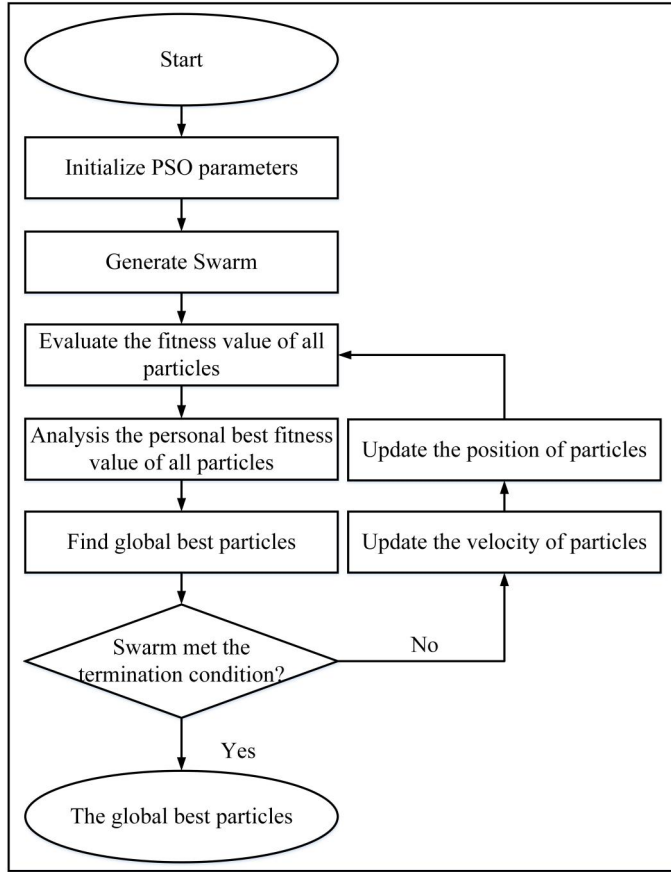 Start
Initialize PSO parameters
Generate Swarm
Evaluate the fitness value of all
particles
Analysis the personal best fitness
value of all particles
Update the position of particles
Find global best particles
Update the velocity of particles
Swarm met the
termination condition?
No
Yes
The global best particles